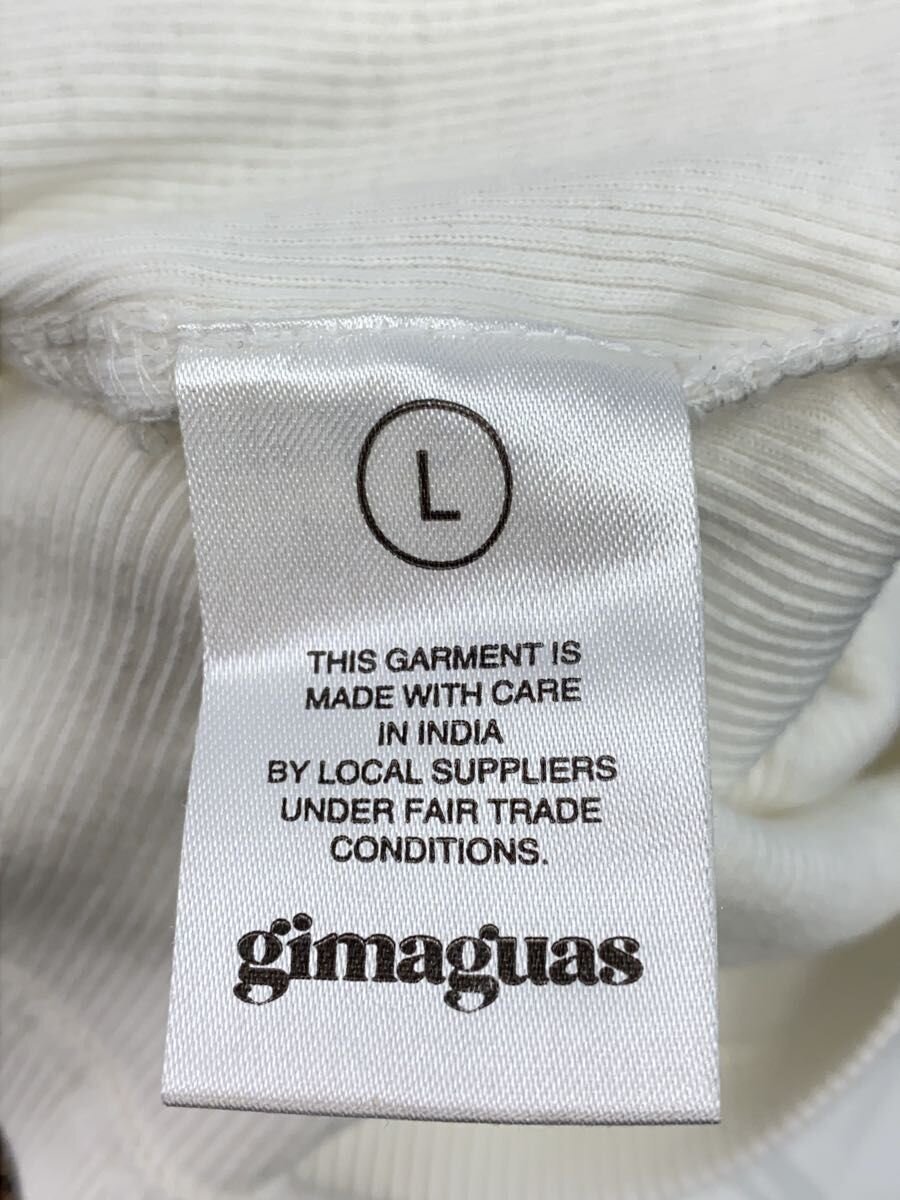 L
THIS GARMENT IS
MADE WITH CARE
IN INDIA
BY LOCAL SUPPLIERS
UNDER FAIR TRADE
CONDITIONS.
gimaguas